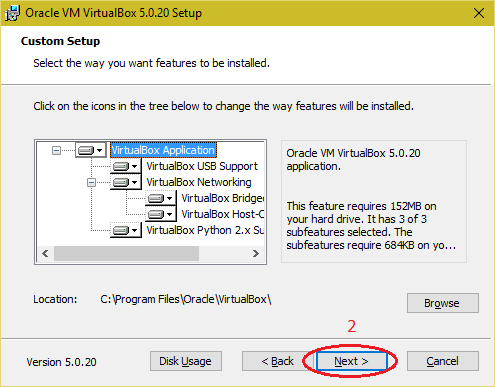 Oracle VM VirtualBox 5.0.20 Setup
Custom Setup
Select the way you want features to be installed.
Click on the icons in the tree below to change the way features will be installed.
VirtualBox Application
VirtualBox USB Support
VirtualBox Networking
VirtualBox Bridge
VirtualBox Host-C
VirtualBox Python 2.x Su
Oracle VM VirtualBox 5.0.20
application.
This feature requires 152MB on
your hard drive. It has 3 of 3
subfeatures selected. The
subfeatures require 684KB on yo...
Location: C:\Program Files\Oracle\VirtualBox\
Browse
2
Version 5.0.20
Disk Usage
< Back
Next >
Cancel